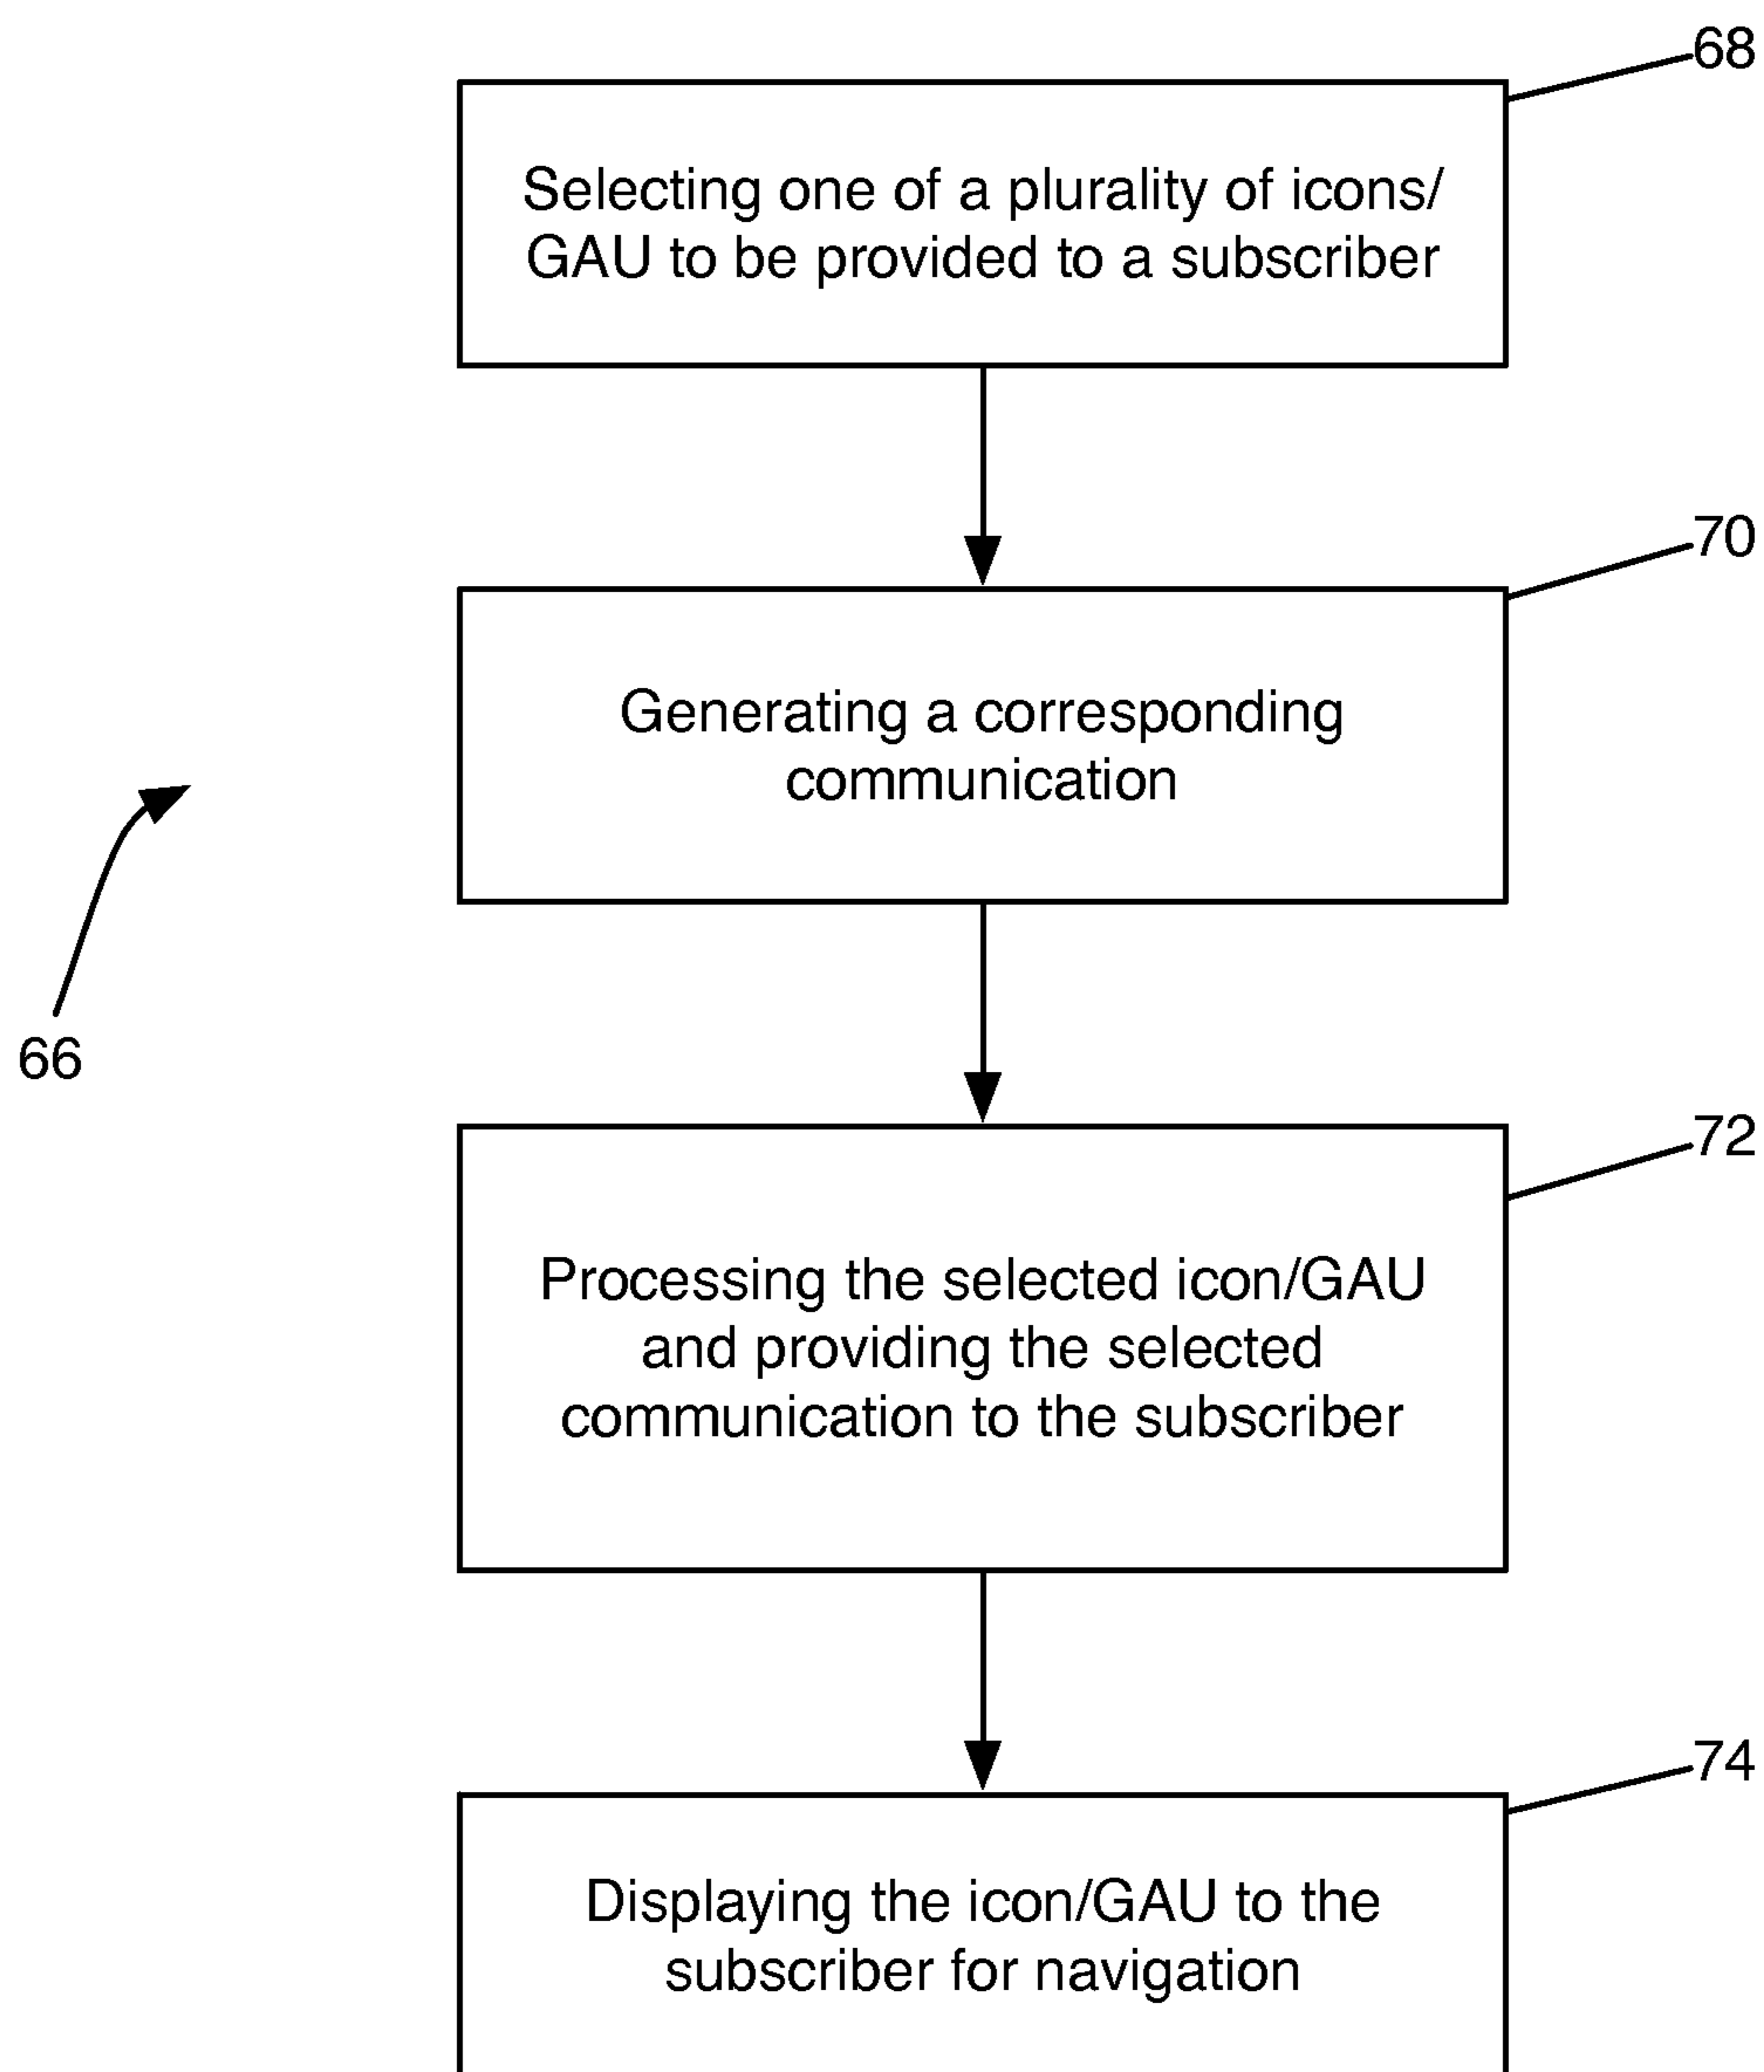 68
Selecting one of a plurality of icons/
GAU to be provided to a subscriber
70
Generating a corresponding
communication
66
72
Processing the selected icon/GAU
and providing the selected
communication to the subscriber
74
Displaying the icon/GAU to the
subscriber for navigation